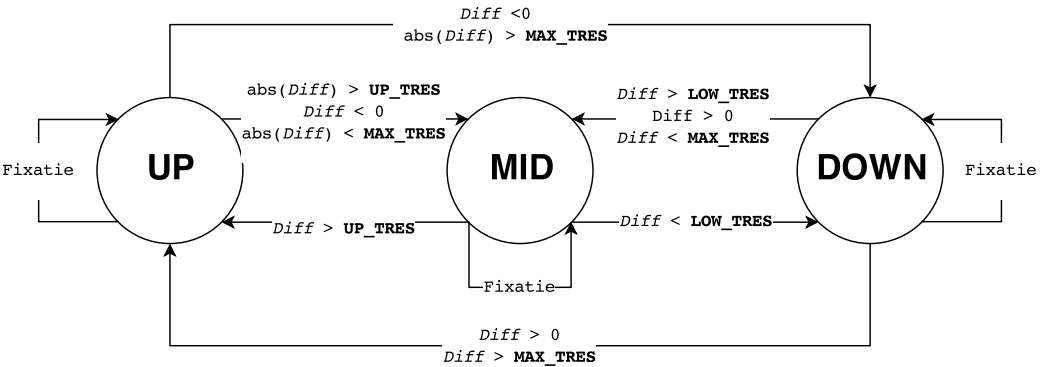 Diff <0
abs(Diff) > MAX_TRES
abs(Diff) > UP_TRES
Diff < 0
abs(Diff) < MAX_TRES
Diff > LOW_TRES
Diff > 0
Diff < MAX_TRES
Fixatie
UP
MID
DOWN
Fixatie
Diff > UP_TRES
Diff < LOW_TRES
Fixatie
Diff > 0
Diff > MAX_TRES